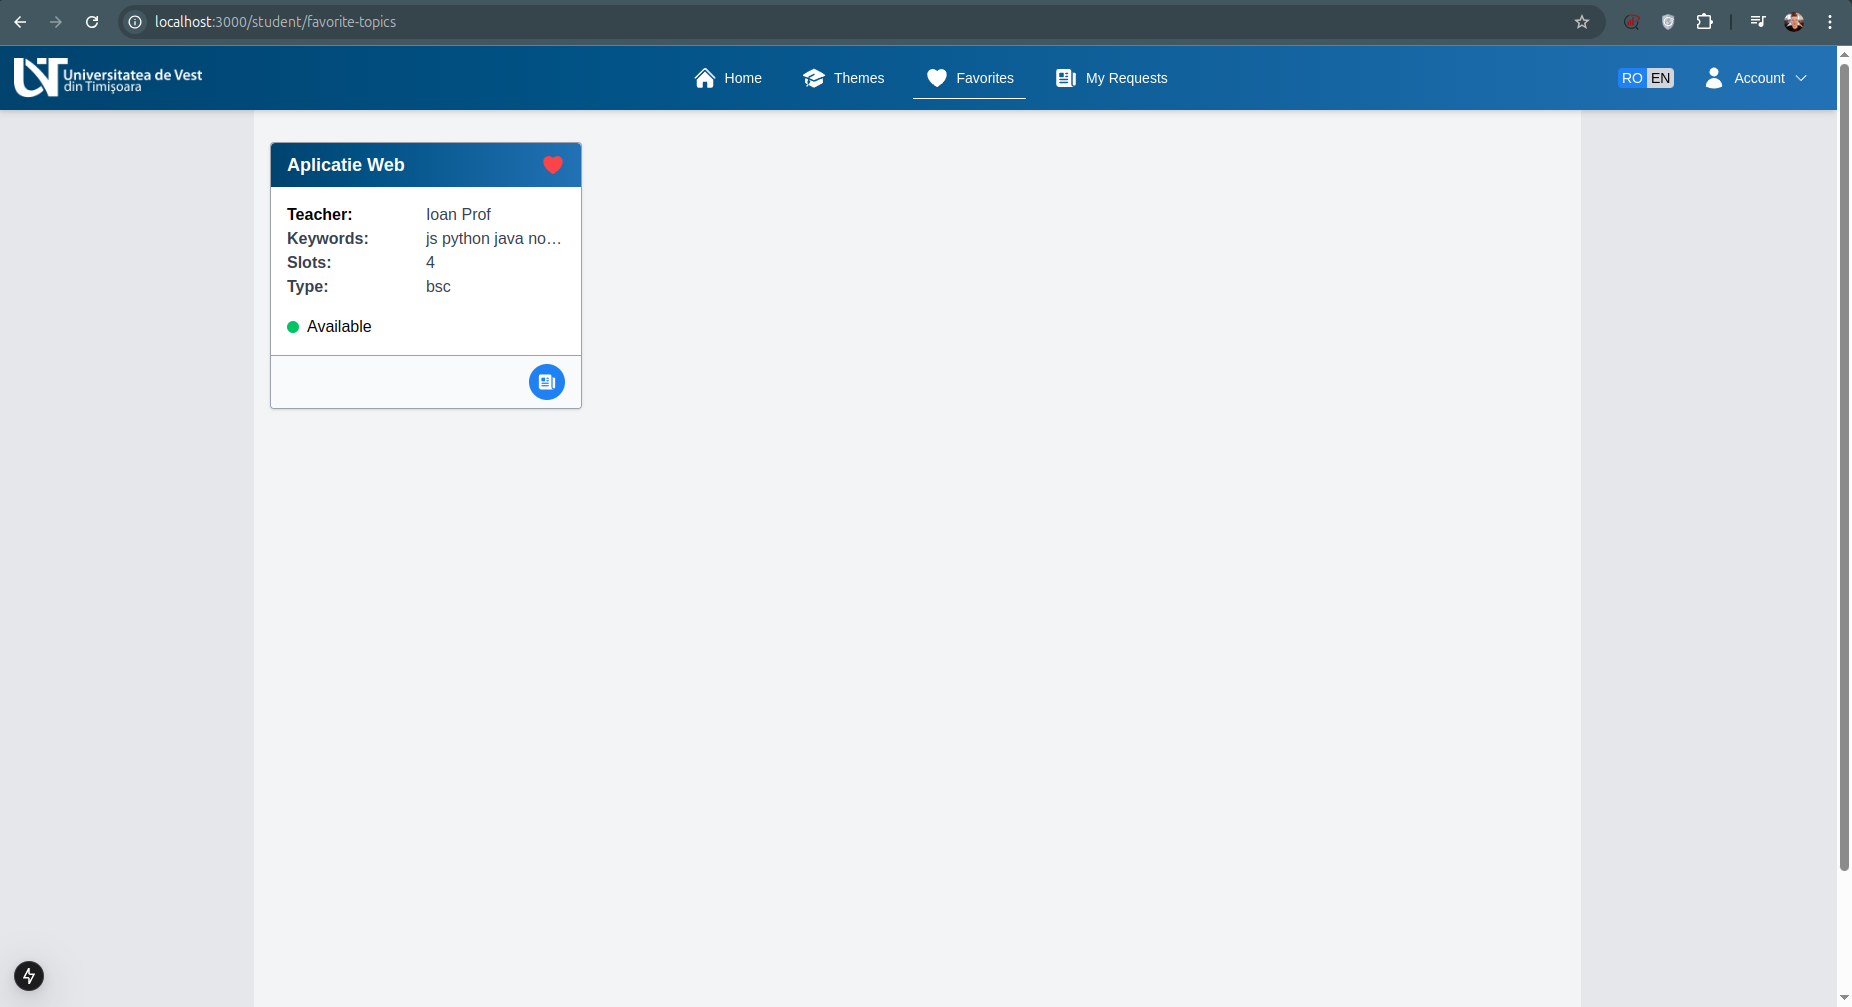 localhost:3000/student/favorite-topics
Universitatea de Vest
din Timișoara
Home
Themes
Favorites
My Requests
RO EN
Account
Aplicatie Web
Teacher: Ioan Prof
Keywords: js python java no...
Slots: 4
Type: bsc
Available